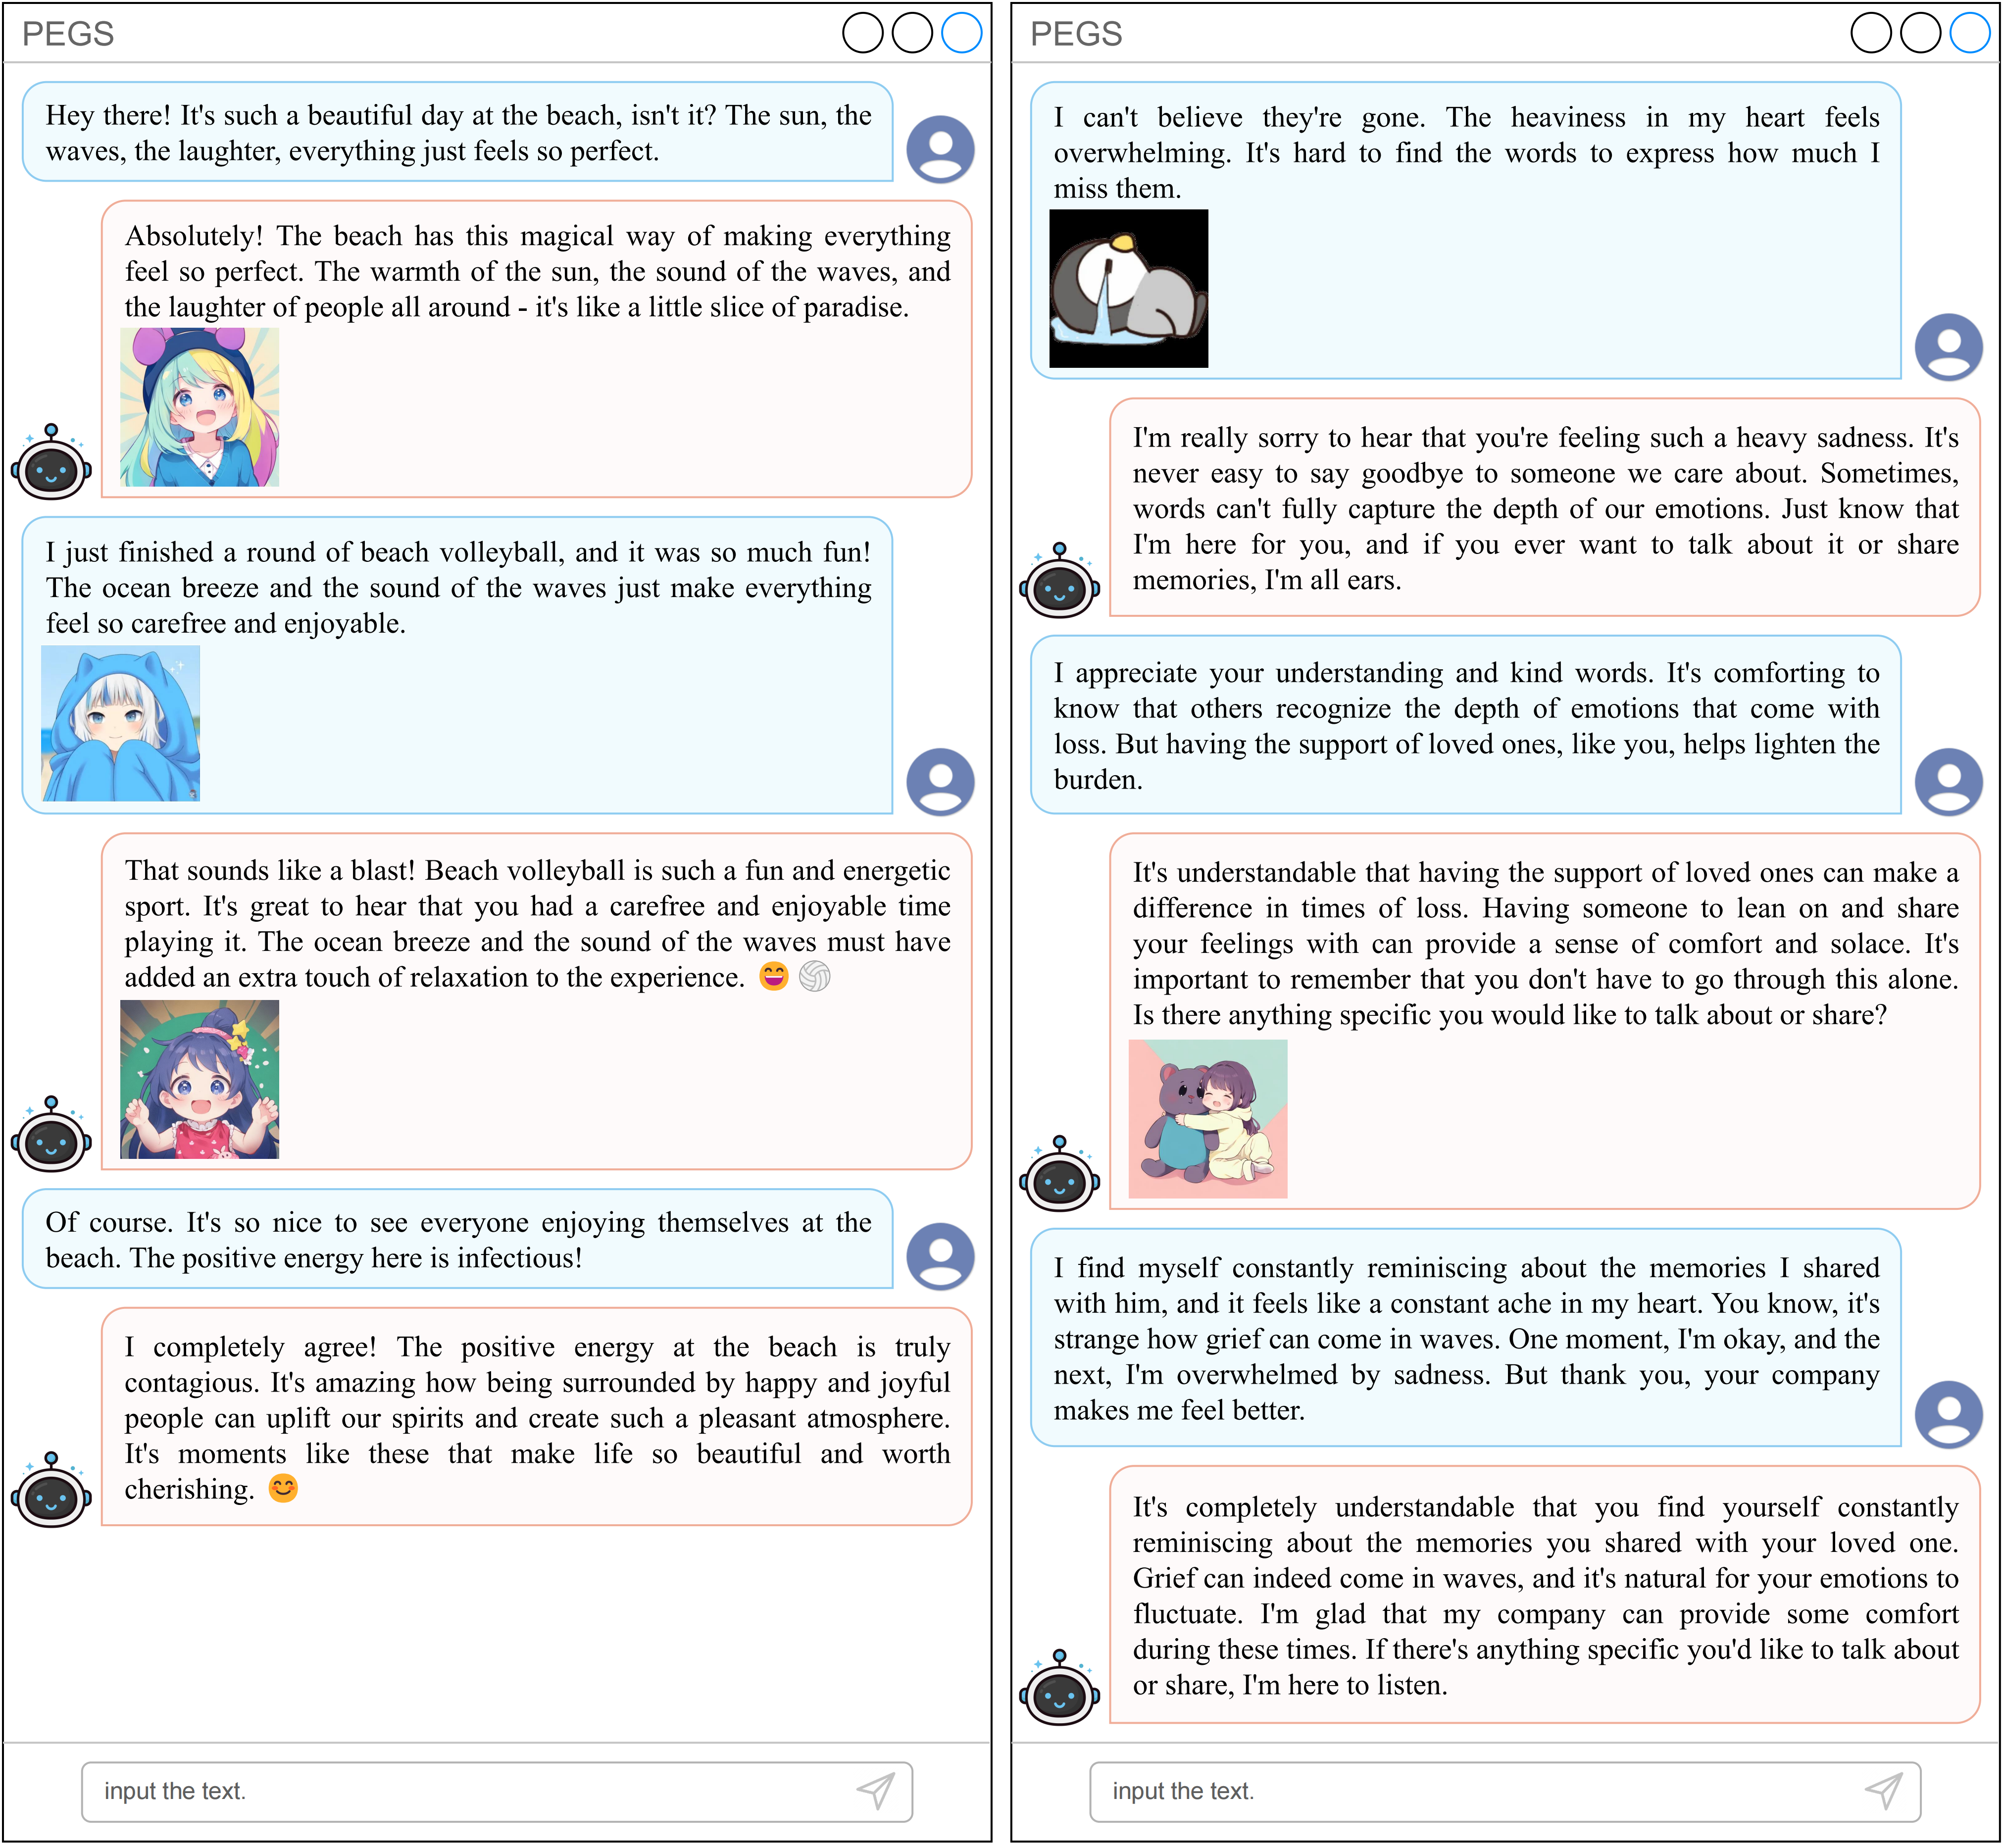 PEGS
Hey there! It's such a beautiful day at the beach, isn't it? The sun, the
waves, the laughter, everything just feels so perfect.
Absolutely! The beach has this magical way of making everything
feel so perfect. The warmth of the sun, the sound of the waves, and
the laughter of people all around - it's like a little slice of paradise.
I just finished a round of beach volleyball, and it was so much fun!
The ocean breeze and the sound of the waves just make everything
feel so carefree and enjoyable.
That sounds like a blast! Beach volleyball is such a fun and energetic
sport. It's great to hear that you had a carefree and enjoyable time
playing it. The ocean breeze and the sound of the waves must have
added an extra touch of relaxation to the experience. 😄 🏐
Of course. It's so nice to see everyone enjoying themselves at the
beach. The positive energy here is infectious!
I completely agree! The positive energy at the beach is truly
contagious. It's amazing how being surrounded by happy and joyful
people can uplift our spirits and create such a pleasant atmosphere.
It's moments like these that make life so beautiful and worth
cherishing. 😊
input the text.
PEGS
I can't believe they're gone. The heaviness in my heart feels
overwhelming. It's hard to find the words to express how much I
miss them.
I'm really sorry to hear that you're feeling such a heavy sadness. It's
never easy to say goodbye to someone we care about. Sometimes,
words can't fully capture the depth of our emotions. Just know that
I'm here for you, and if you ever want to talk about it or share
memories, I'm all ears.
I appreciate your understanding and kind words. It's comforting to
know that others recognize the depth of emotions that come with
loss. But having the support of loved ones, like you, helps lighten the
burden.
It's understandable that having the support of loved ones can make a
difference in times of loss. Having someone to lean on and share
your feelings with can provide a sense of comfort and solace. It's
important to remember that you don't have to go through this alone.
Is there anything specific you would like to talk about or share?
I find myself constantly reminiscing about the memories I shared
with him, and it feels like a constant ache in my heart. You know, it's
strange how grief can come in waves. One moment, I'm okay, and the
next, I'm overwhelmed by sadness. But thank you, your company
makes me feel better.
It's completely understandable that you find yourself constantly
reminiscing about the memories you shared with your loved one.
Grief can indeed come in waves, and it's natural for your emotions to
fluctuate. I'm glad that my company can provide some comfort
during these times. If there's anything specific you'd like to talk about
or share, I'm here to listen.
input the text.